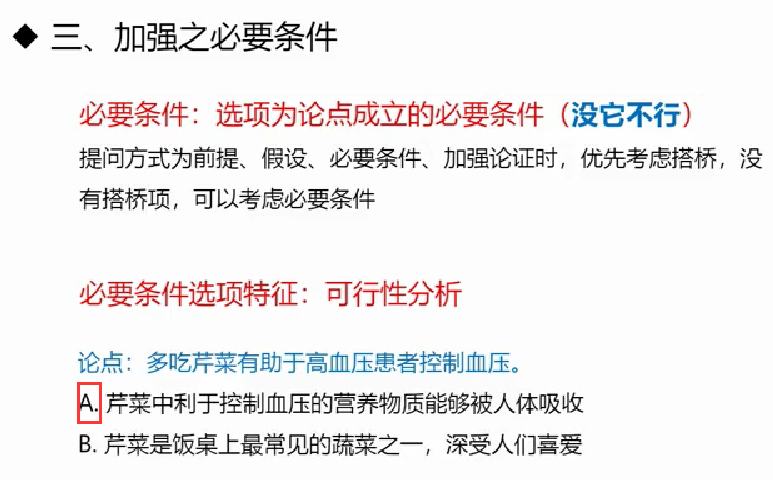 ◆ 三、加强之必要条件
必要条件：选项为论点成立的必要条件（没它不行）
提问方式为前提、假设、必要条件、加强论证时，优先考虑搭桥，没
有搭桥项，可以考虑必要条件
必要条件选项特征：可行性分析
论点：多吃芹菜有助于高血压患者控制血压。
A. 芹菜中利于控制血压的营养物质能够被人体吸收
B. 芹菜是饭桌上最常见的蔬菜之一，深受人们喜爱